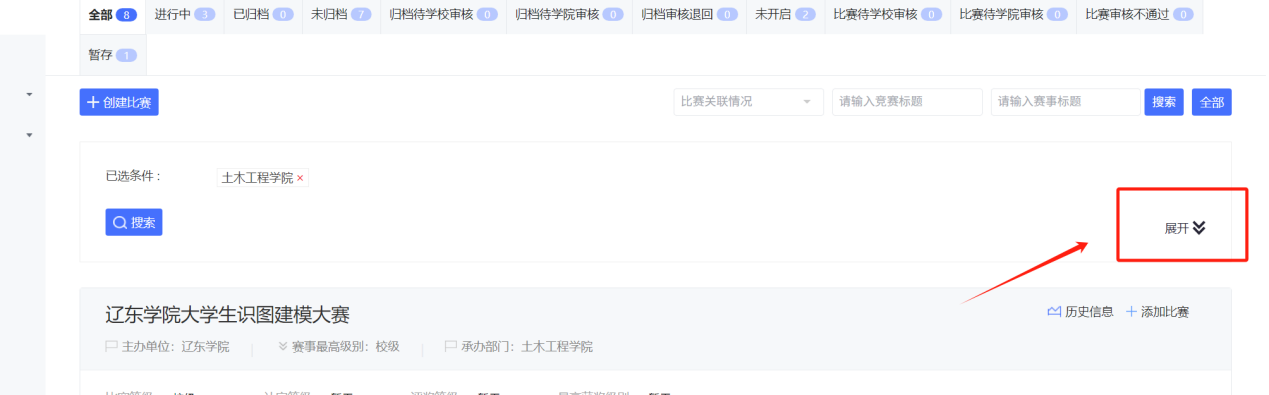 全部 8 进行中 3 已归档 0 未归档 7 归档待学校审核 0 归档待学院审核 0 归档审核退回 0 未开启 2 比赛待学校审核 0 比赛待学院审核 0 比赛审核不通过 0
暂存 1
创建比赛 比赛关联情况 请输入竞赛标题 请输入赛事标题 搜索 全部
已选条件： 土木工程学院 ×
搜索
展开
辽东学院大学生识图建模大赛 历史信息 添加比赛
主办单位：辽东学院 赛事最高级别：校级 承办部门：土木工程学院